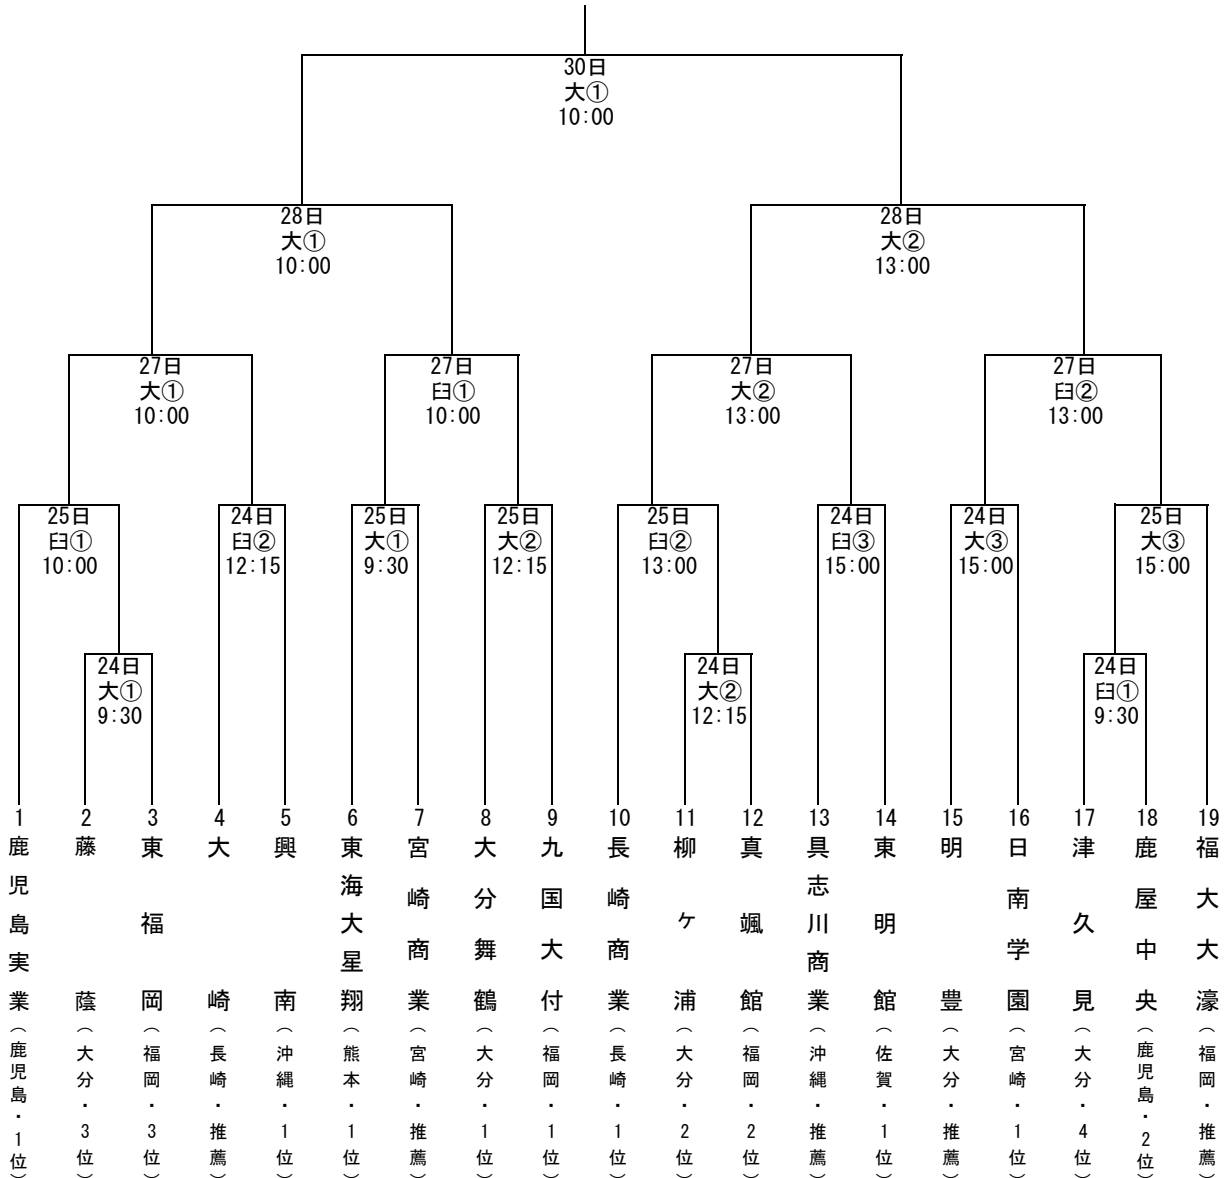 30日
大①
10:00
28日
大①
10:00
28日
大②
13:00
27日
大①
10:00
27日
臼①
10:00
27日
大②
13:00
27日
臼②
13:00
25日
臼①
10:00
24日
臼②
12:15
25日
大①
9:30
25日
大②
12:15
25日
臼②
13:00
24日
臼③
15:00
24日
大③
15:00
25日
大③
15:00
24日
大①
9:30
24日
大②
12:15
24日
臼①
9:30
1
鹿児島実業(鹿児島・1位)
2
藤蔭(大分・3位)
3
東福岡(福岡・3位)
4
大崎(長崎・推薦)
5
興南(沖縄・1位)
6
東海大星翔(熊本・1位)
7
宮崎商業(宮崎・推薦)
8
大分舞鶴(大分・1位)
9
九国大付(福岡・1位)
10
長崎商業(長崎・1位)
11
柳ケ浦(大分・2位)
12
真颯館(福岡・2位)
13
具志川商業(沖縄・推薦)
14
東明館(佐賀・1位)
15
明豊(大分・推薦)
16
日南学園(宮崎・1位)
17
津久見(大分・4位)
18
鹿屋中央(鹿児島・2位)
19
福大大濠(福岡・推薦)